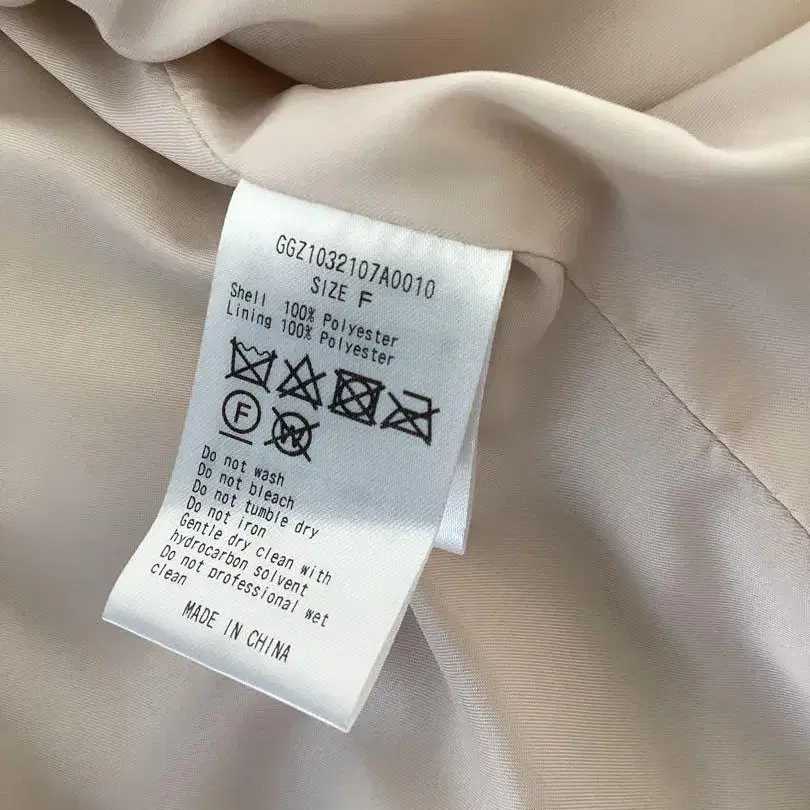 GGZ1032107A0010
SIZE F
Shell 100% Polyester
Lining 100% Polyester
F
W
Do not wash
Do not bleach
Do not tumble dry
Do not iron
Gentle dry clean with
hydrocarbon solvent
Do not professional wet
clean
MADE IN CHINA